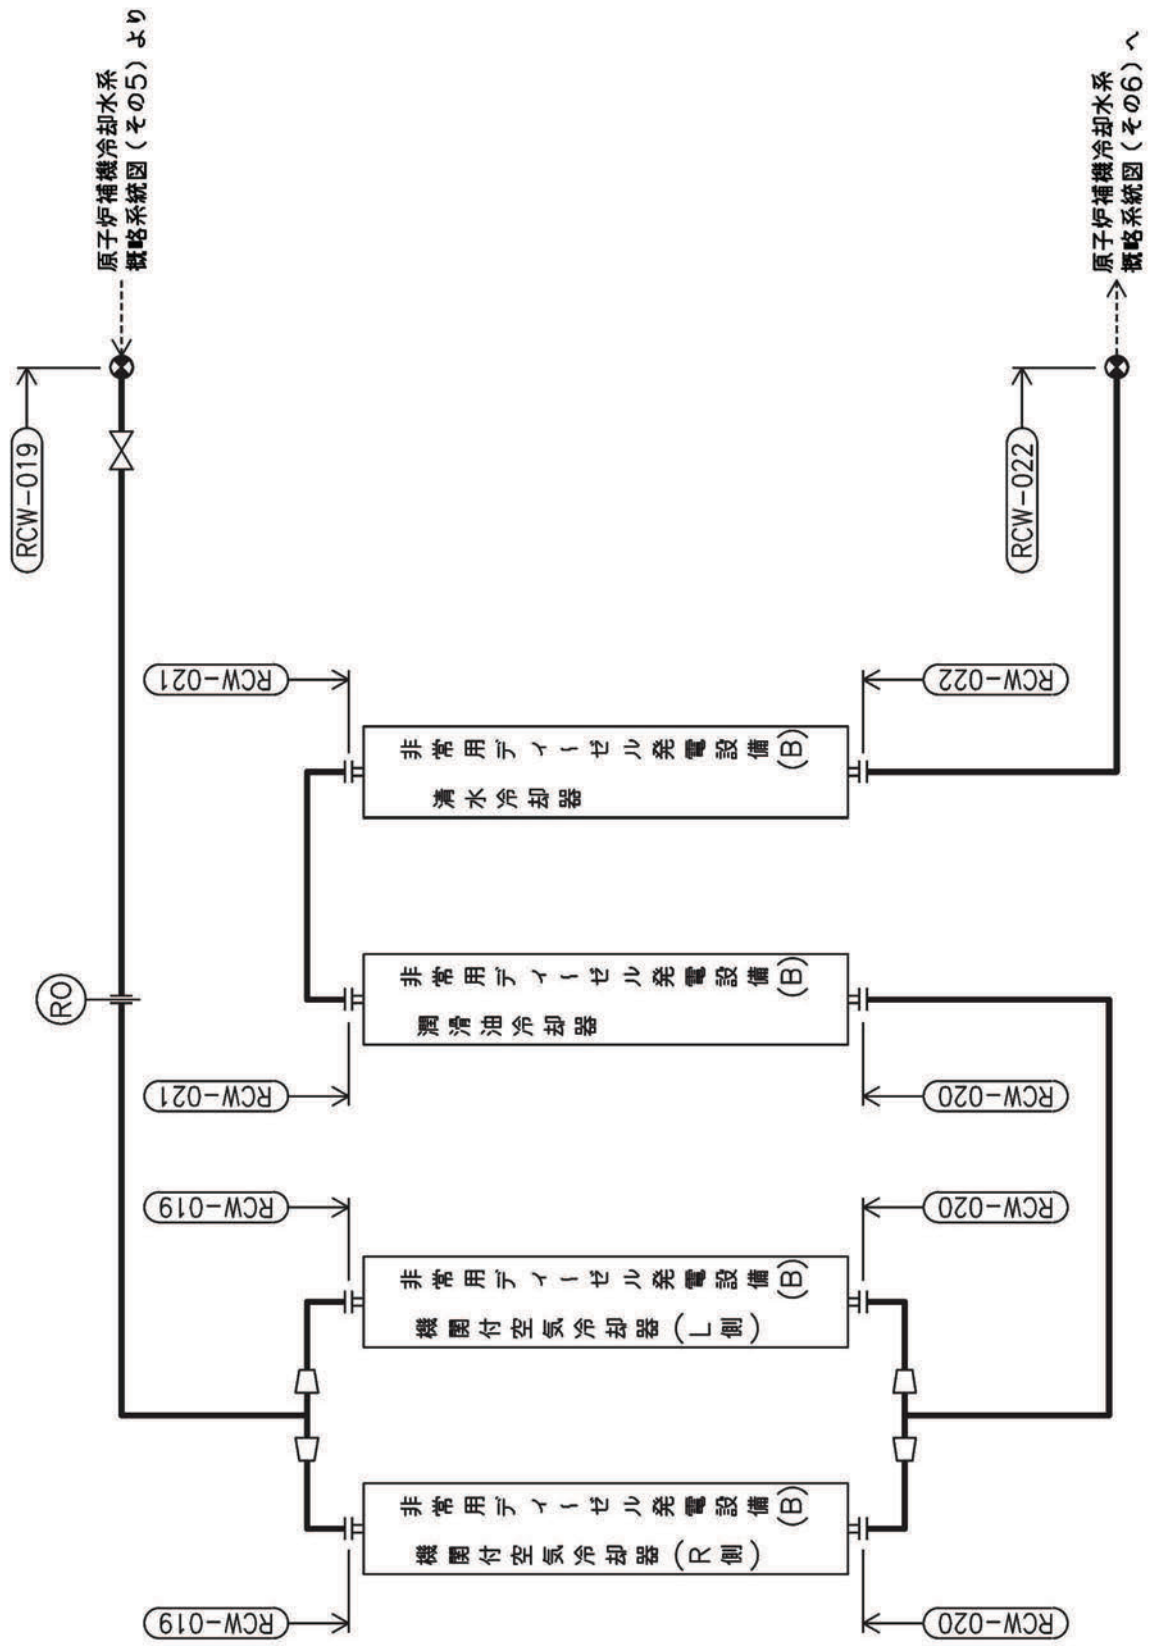 原子炉補機冷却水系
概略系統図(その5)より
RCW-019
RO
RCW-019
非常用ディーゼル発電設備(B)
機関付空気冷却器(R側)
RCW-020
RCW-019
非常用ディーゼル発電設備(B)
機関付空気冷却器(L側)
RCW-020
RCW-021
非常用ディーゼル発電設備(B)
潤滑油冷却器
RCW-020
RCW-021
非常用ディーゼル発電設備(B)
清水冷却器
RCW-022
RCW-022
原子炉補機冷却水系
概略系統図(その6)へ